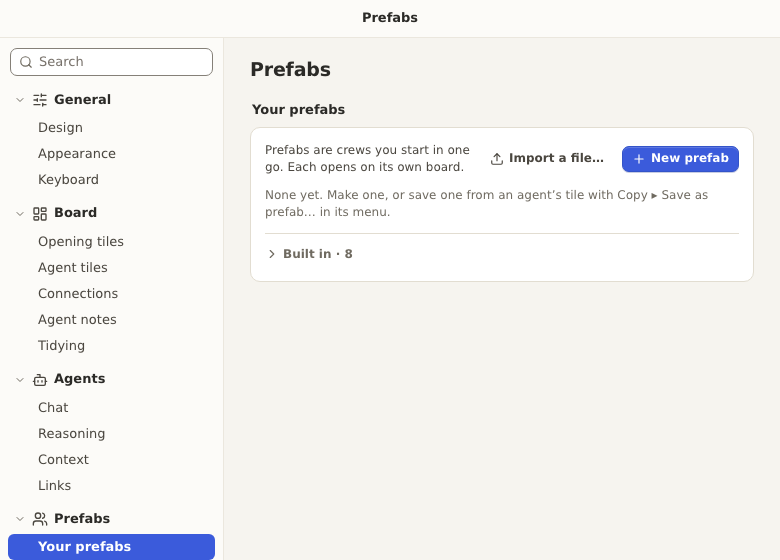 Prefabs
Search
General
Design
Appearance
Keyboard
Board
Opening tiles
Agent tiles
Connections
Agent notes
Tidying
Agents
Chat
Reasoning
Context
Links
Prefabs
Your prefabs
Prefabs
Your prefabs
Prefabs are crews you start in one
go. Each opens on its own board.
Import a file...
New prefab
None yet. Make one, or save one from an agent’s tile with Copy ▸ Save as
prefab… in its menu.
Built in · 8